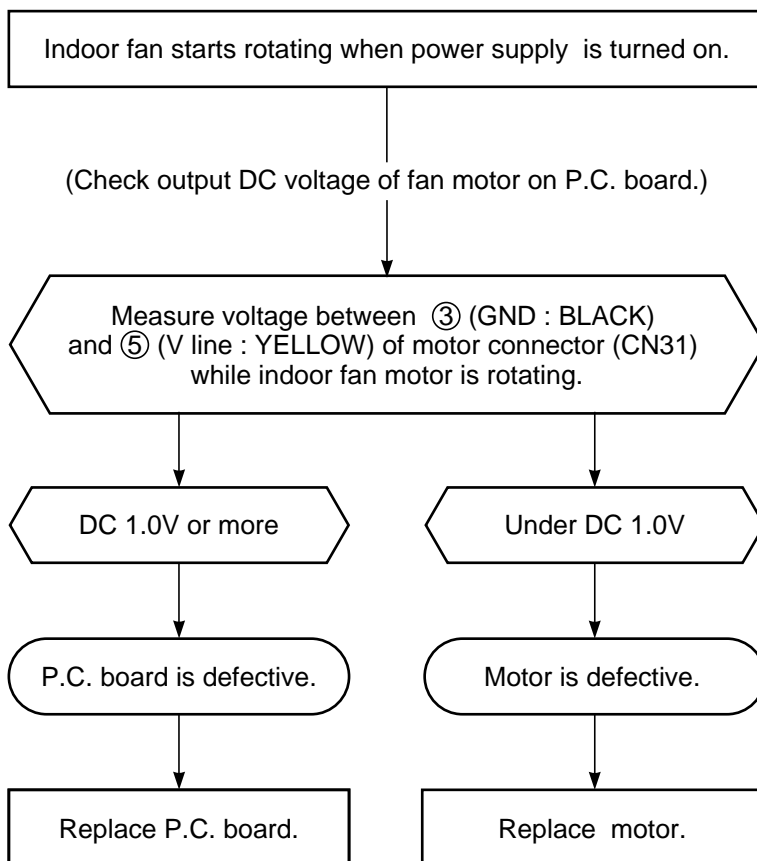 Indoor fan starts rotating when power supply is turned on.
(Check output DC voltage of fan motor on P.C. board.)
Measure voltage between ③ (GND : BLACK)
and ⑤ (V line : YELLOW) of motor connector (CN31)
while indoor fan motor is rotating.
DC 1.0V or more
Under DC 1.0V
P.C. board is defective.
Motor is defective.
Replace P.C. board.
Replace motor.